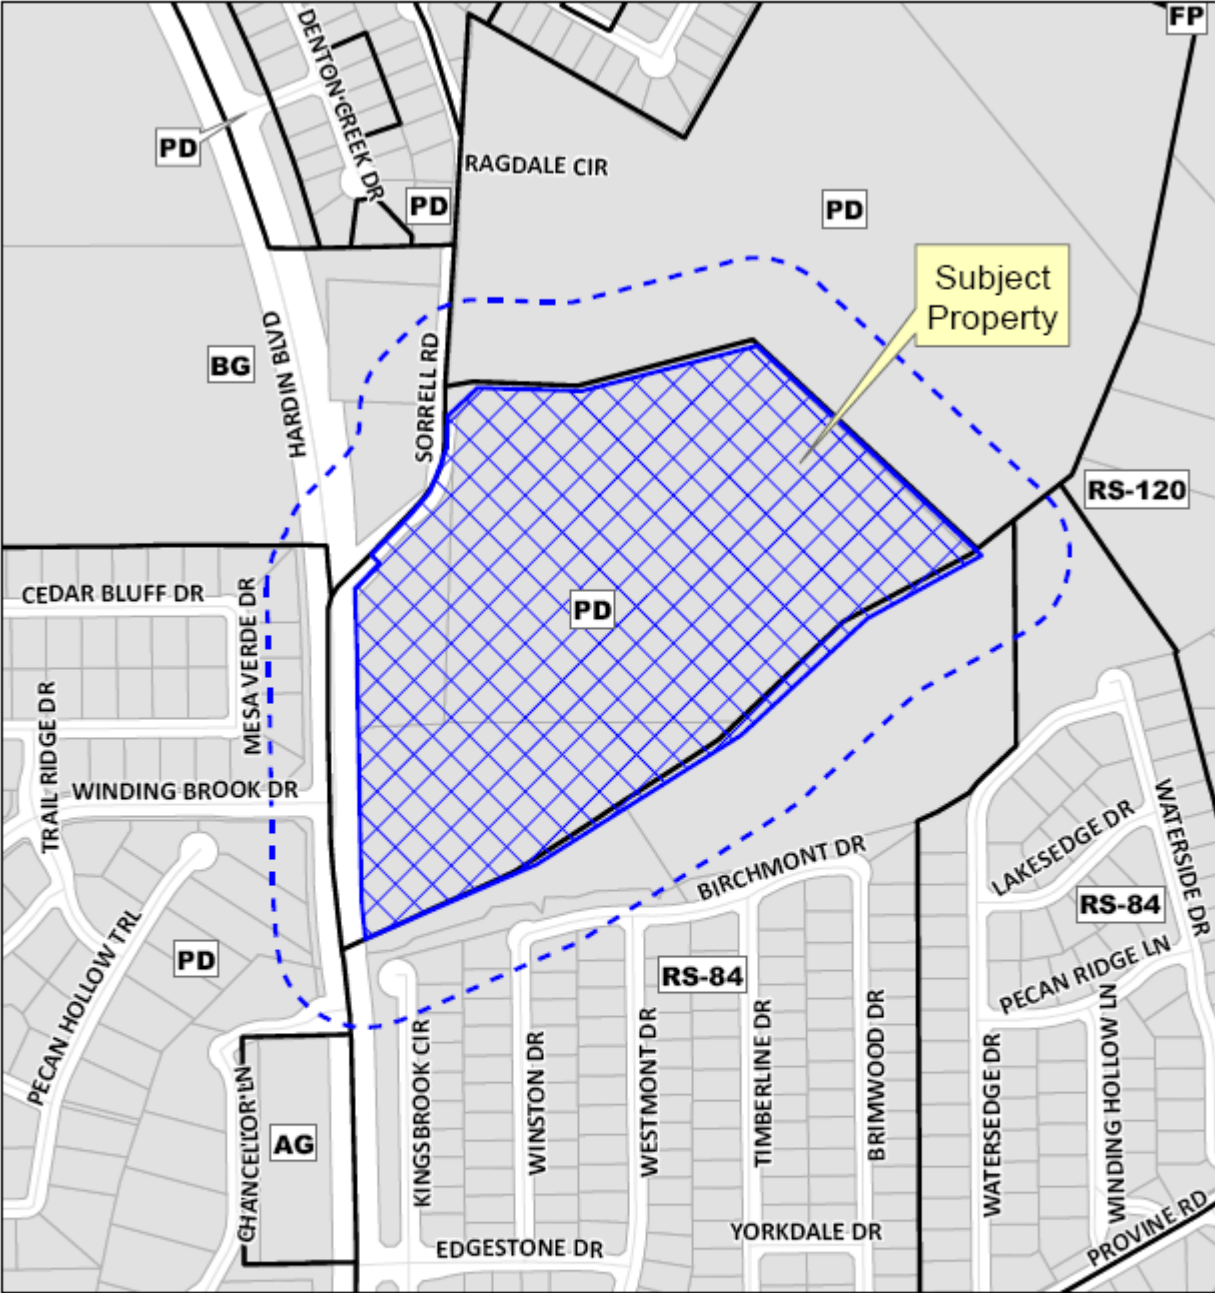 FP
DENTON CREEK DR
PD
RAGDALE CIR
PD
PD
Subject
Property
HARDIN BLVD
BG
SORRELL RD
RS-120
CEDAR BLUFF DR
MESA VERDE DR
PD
TRAIL RIDGE DR
WINDING BROOK DR
WATERSIDE DR
LAKESEDGE DR
BIRCHMONT DR
RS-84
PECAN HOLLOW TRL
PD
RS-84
PECAN RIDGE LN
WINDING HOLLOW LN
KINGSBROOK CIR
WINSTON DR
WESTMONT DR
TIMBERLINE DR
BRIMWOOD DR
WATERSEDGE DR
CHANCELLOR LN
AG
PROVINE RD
YORKDALE DR
EDGESTONE DR